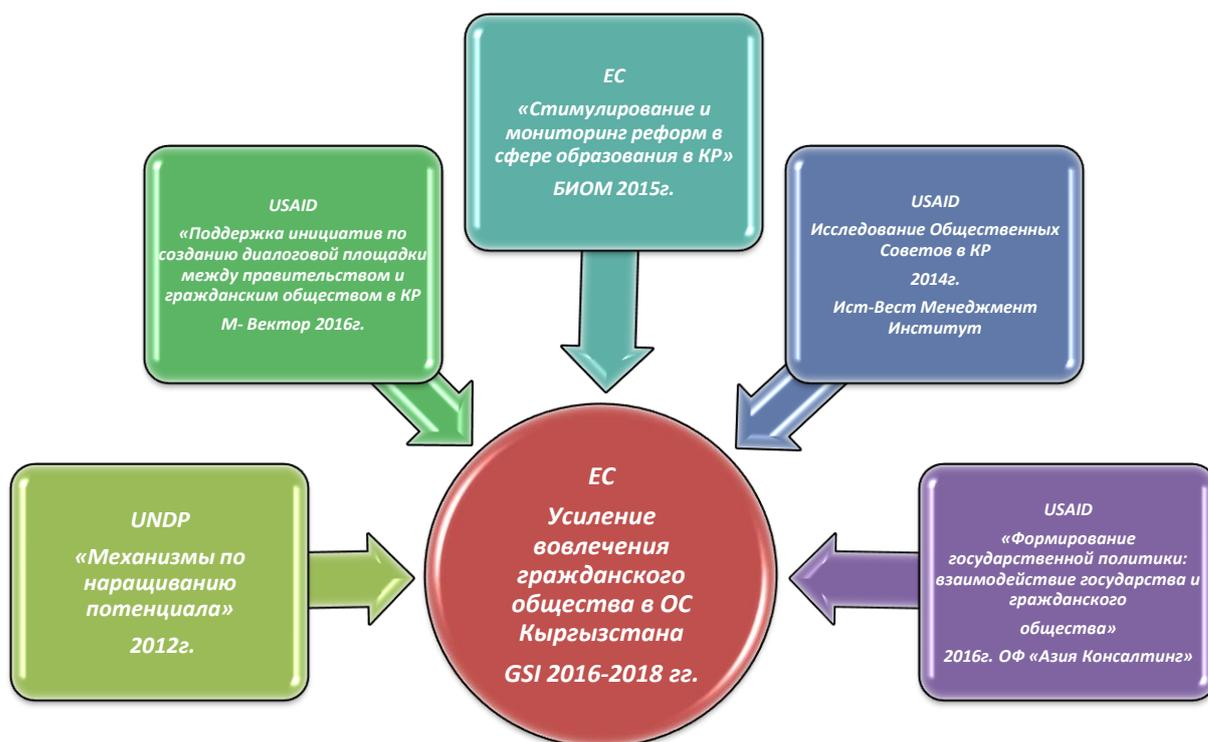 ЕС
«Стимулирование и
мониторинг реформ в
сфере образования в КР»
БИОМ 2015г.
USAID
«Поддержка инициатив по
созданию диалоговой площадки
между правительством и
гражданским обществом в КР
М- Вектор 2016г.
USAID
Исследование Общественных
Советов в КР
2014г.
Ист-Вест Менеджмент
Институт
UNDP
«Механизмы по
наращиванию
потенциала»
2012г.
ЕС
Усиление
вовлечения
гражданского
общества в ОС
Кыргызстана
GSI 2016-2018 гг.
USAID
«Формирование
государственной политики:
взаимодействие государства и
гражданского
общества»
2016г. ОФ «Азия Консалтинг»